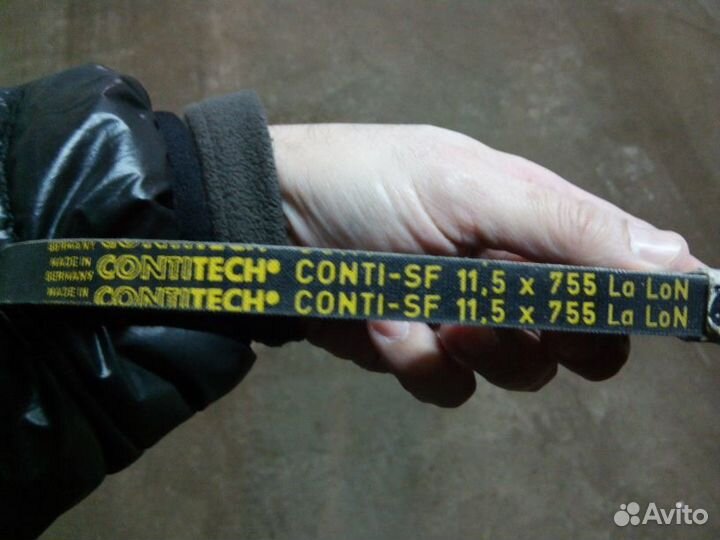 GERMANY CONTITECH
MADE IN CONTITECH® CONTI-SF 11,5 x 755 La LoN
GERMANY
MADE IN CONTITECH® CONTI-SF 11,5 x 755 La LoN
Avito